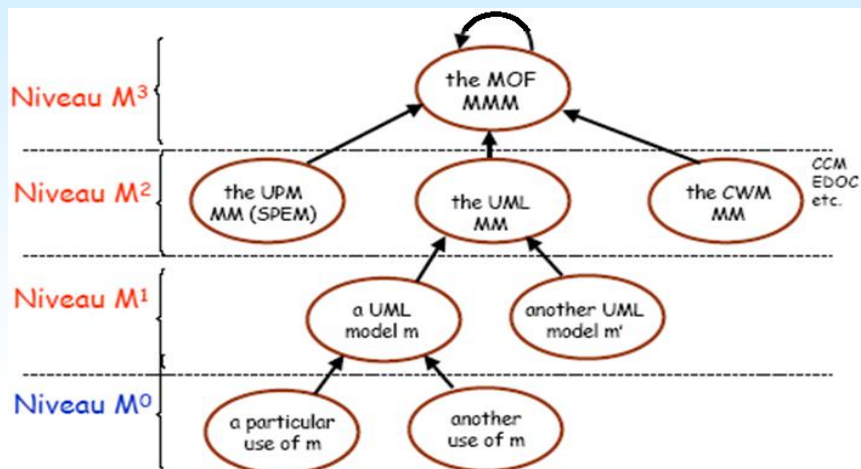 the MOF
MMM
Niveau M³
Niveau M²
the UPM
MM (SPEM)
the UML
MM
the CWM
MM
CCM
EDOC
etc.
Niveau M¹
a UML
model m
another UML
model m'
Niveau M⁰
a particular
use of m
another
use of m